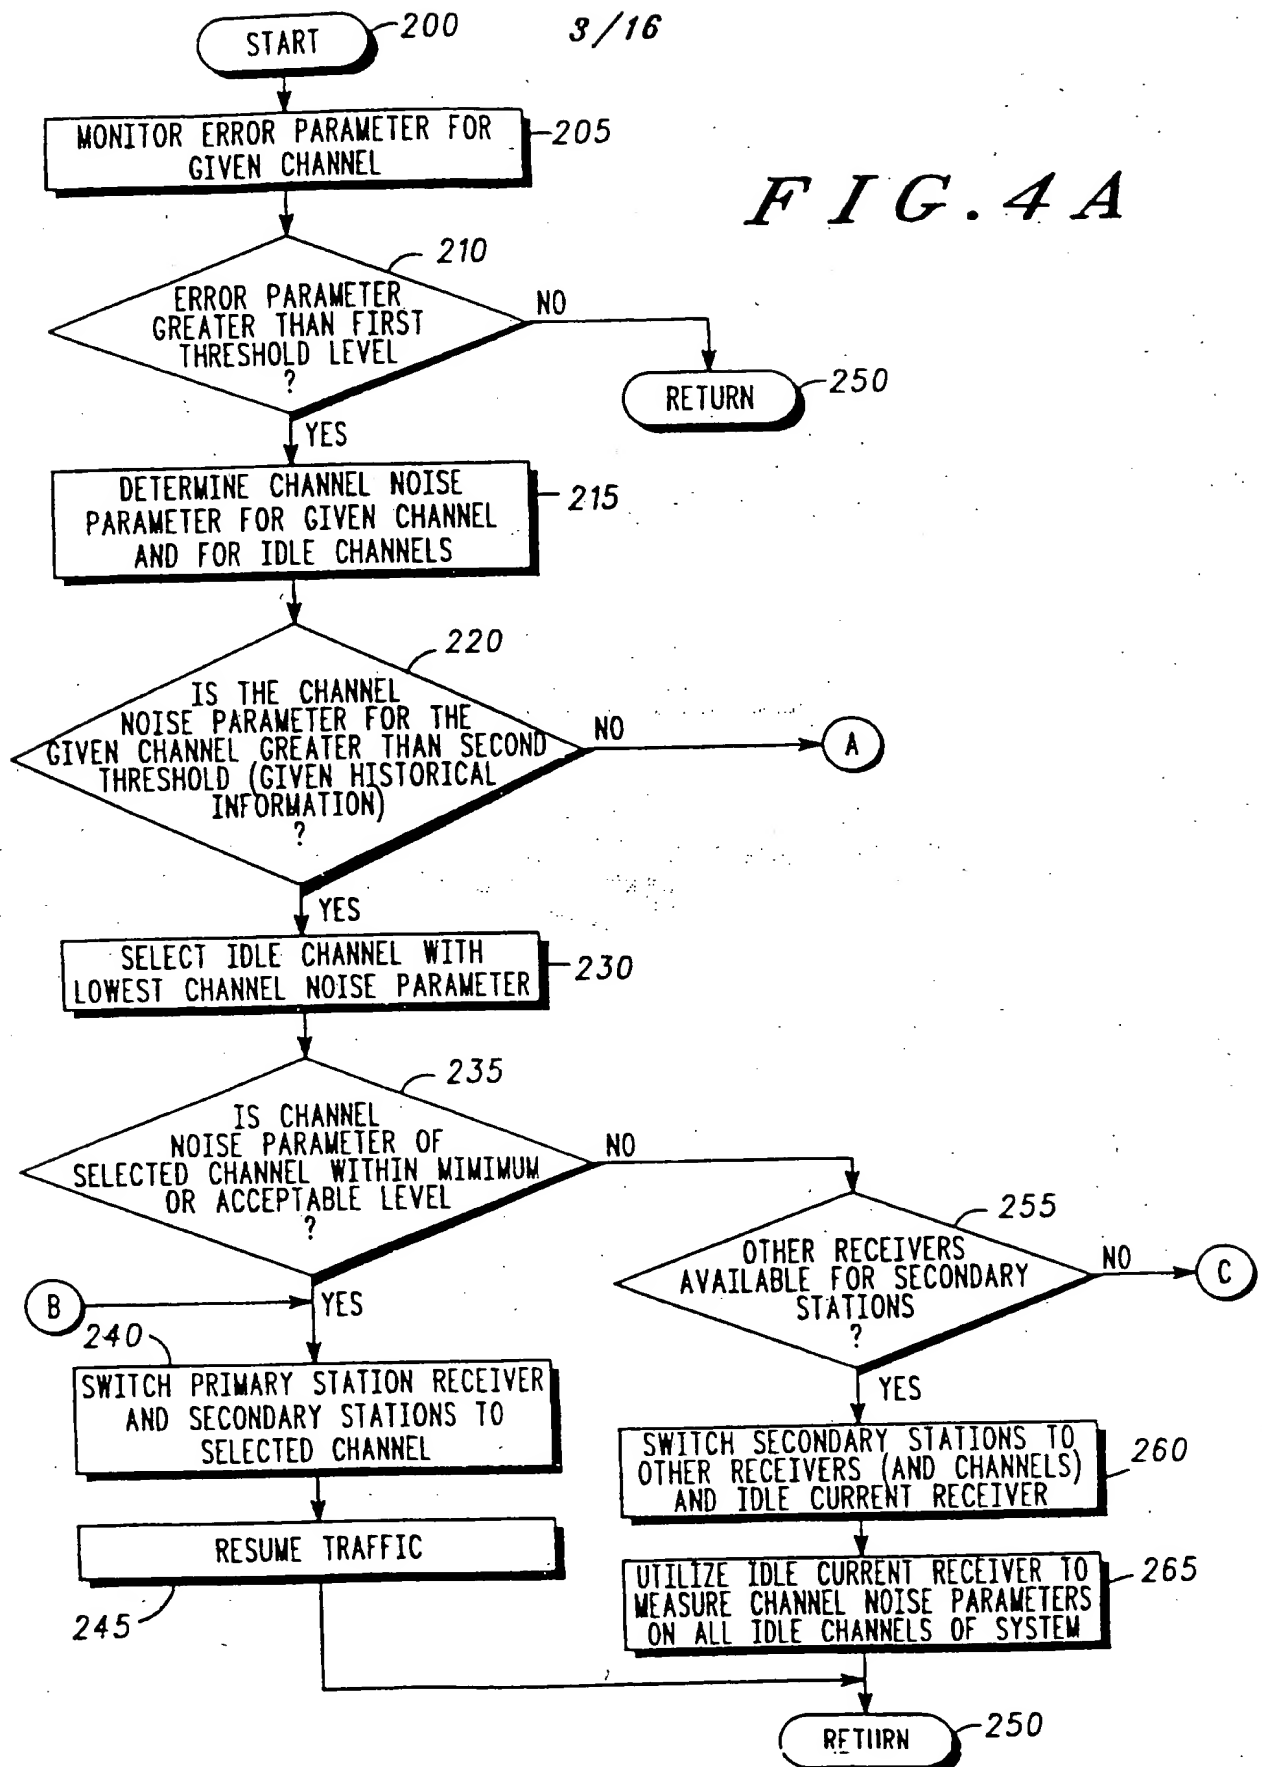 3/16
START
200
MONITOR ERROR PARAMETER FOR
GIVEN CHANNEL
205
FIG.4A
210
ERROR PARAMETER
GREATER THAN FIRST
THRESHOLD LEVEL
?
NO
RETURN
250
YES
DETERMINE CHANNEL NOISE
PARAMETER FOR GIVEN CHANNEL
AND FOR IDLE CHANNELS
215
220
IS THE CHANNEL
NOISE PARAMETER FOR THE
GIVEN CHANNEL GREATER THAN SECOND
THRESHOLD (GIVEN HISTORICAL
INFORMATION)
?
NO
A
YES
SELECT IDLE CHANNEL WITH
LOWEST CHANNEL NOISE PARAMETER
230
235
IS CHANNEL
NOISE PARAMETER OF
SELECTED CHANNEL WITHIN MIMIMUM
OR ACCEPTABLE LEVEL
?
NO
255
OTHER RECEIVERS
AVAILABLE FOR SECONDARY
STATIONS
?
NO
C
B
YES
240
SWITCH PRIMARY STATION RECEIVER
AND SECONDARY STATIONS TO
SELECTED CHANNEL
YES
SWITCH SECONDARY STATIONS TO
OTHER RECEIVERS (AND CHANNELS)
AND IDLE CURRENT RECEIVER
260
RESUME TRAFFIC
245
UTILIZE IDLE CURRENT RECEIVER TO
MEASURE CHANNEL NOISE PARAMETERS
ON ALL IDLE CHANNELS OF SYSTEM
265
RETURN
250